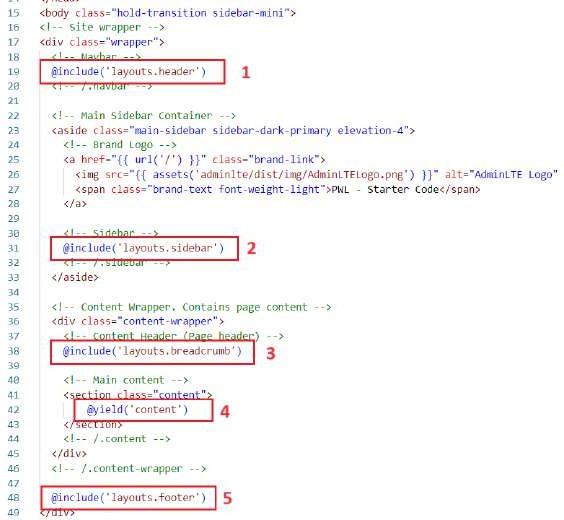 15 <body class="hold-transition sidebar-mini">
16 <!-- Site wrapper -->
17 <div class="wrapper">
18 <!-- Navbar -->
19 @include('layouts.header') 1
20 <!-- /.navbar -->
21
22 <!-- Main Sidebar Container -->
23 <aside class="main-sidebar sidebar-dark-primary elevation-4">
24 <!-- Brand Logo -->
25 <a href="{{ url('/') }}" class="brand-link">
26 <img src="{{ assets('adminlte/dist/img/AdminLTELogo.png') }}" alt="AdminLTE Logo"
27 <span class="brand-text font-weight-light">PWL - Starter Code</span>
28 </a>
29
30 <!-- Sidebar -->
31 @include('layouts.sidebar') 2
32 <!-- /.sidebar -->
33 </aside>
34
35 <!-- Content Wrapper. Contains page content -->
36 <div class="content-wrapper">
37 <!-- Content Header (Page header) -->
38 @include('layouts.breadcrumb') 3
39
40 <!-- Main content -->
41 <section class="content">
42 @yield('content') 4
43 </section>
44 <!-- /.content -->
45 </div>
46 <!-- /.content-wrapper -->
47
48 @include('layouts.footer') 5
49 </div>